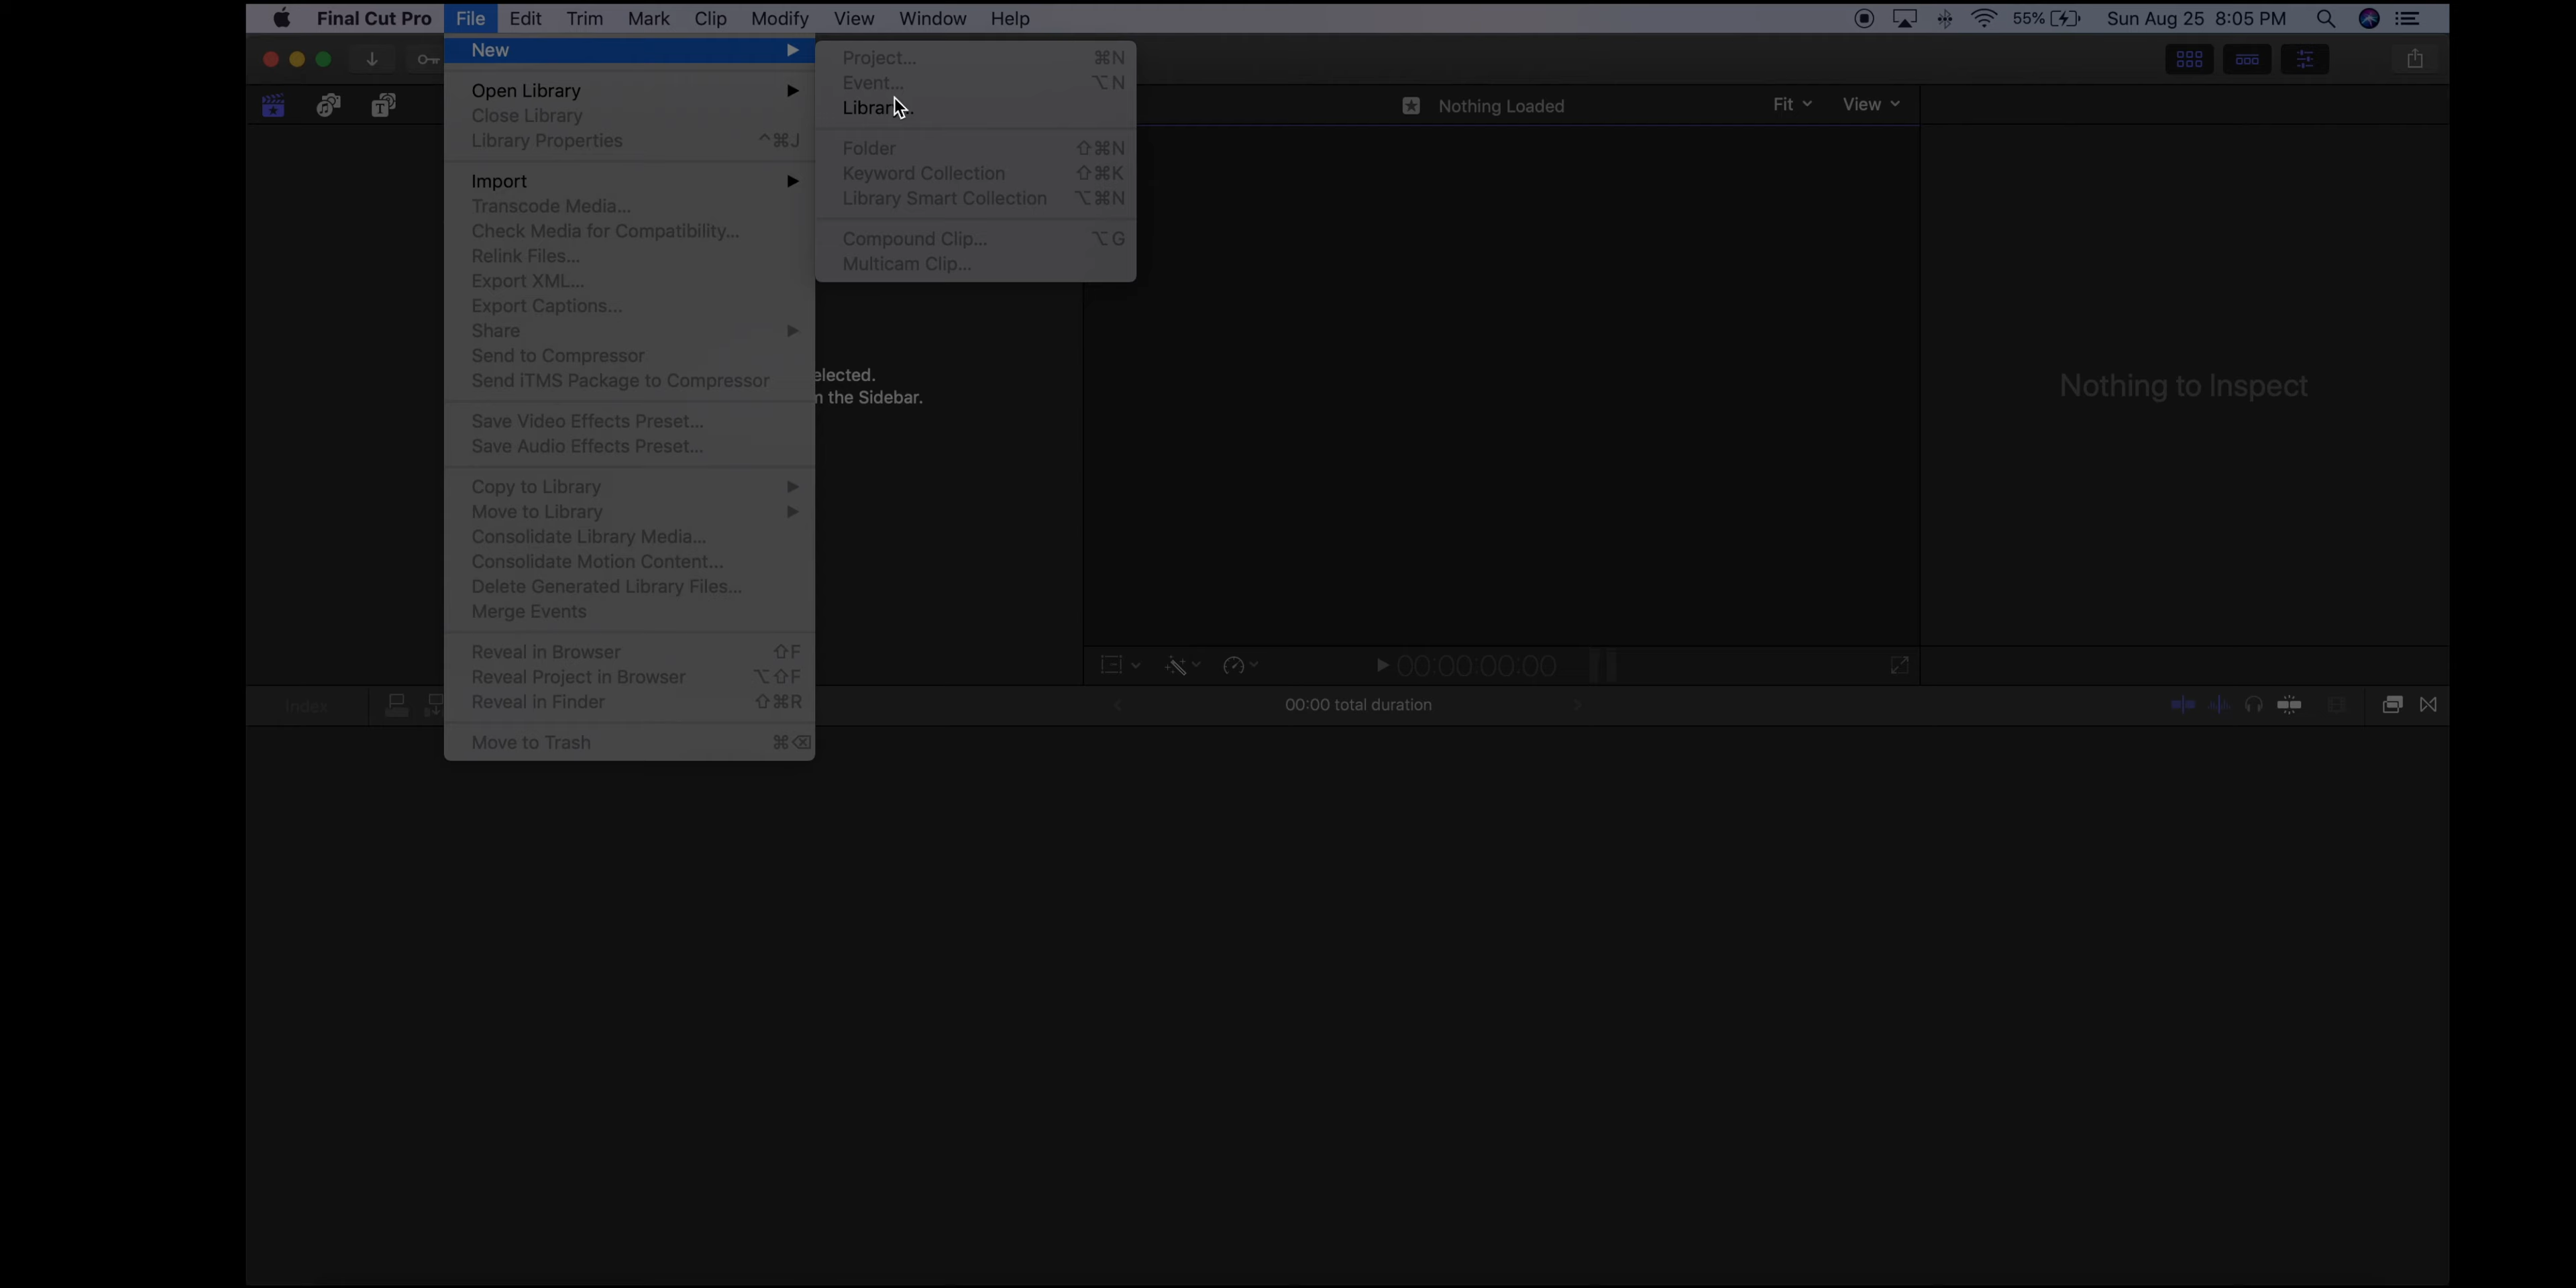 Final Cut Pro File Edit Trim Mark Clip Modify View Window Help 55% Sun Aug 25 8:05 PM
New
Open Library
Close Library
Library Properties ^⌘J
Import
Transcode Media...
Check Media for Compatibility...
Relink Files...
Export XML...
Export Captions...
Share
Send to Compressor
Send iTMS Package to Compressor
Save Video Effects Preset...
Save Audio Effects Preset...
Copy to Library
Move to Library
Consolidate Library Media...
Consolidate Motion Content...
Delete Generated Library Files...
Merge Events
Reveal in Browser ⇧F
Reveal Project in Browser ⌥⇧F
Reveal in Finder ⇧⌘R
Move to Trash ⌘⌫
Project... ⌘N
Event... ⌥N
Library...
Folder ⇧⌘N
Keyword Collection ⇧⌘K
Library Smart Collection ⌥⌘N
Compound Clip... ⌥G
Multicam Clip...
elected.
m the Sidebar.
Nothing Loaded Fit View
Nothing to Inspect
00:00:00:00
Index 00:00 total duration